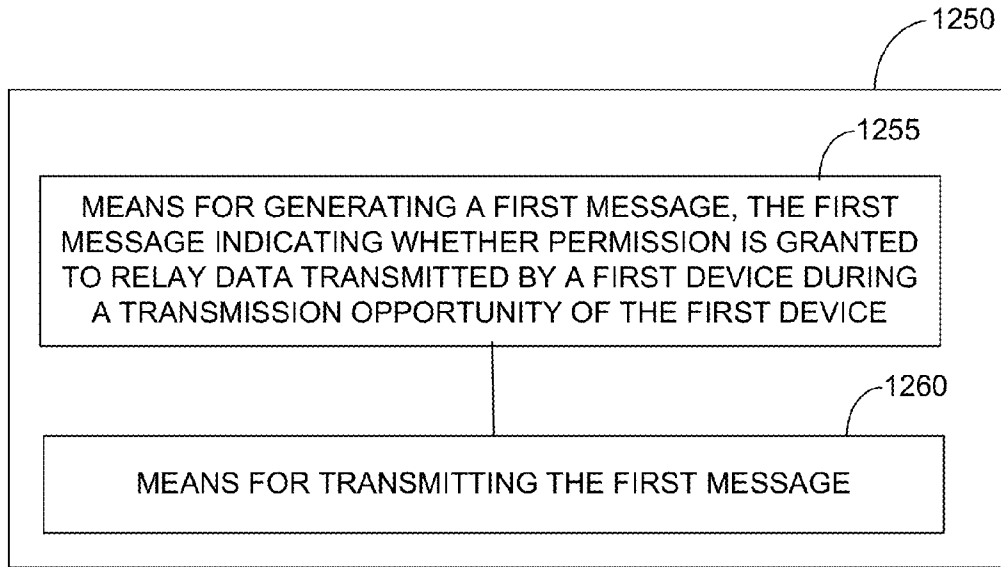 1250
1255
MEANS FOR GENERATING A FIRST MESSAGE, THE FIRST
MESSAGE INDICATING WHETHER PERMISSION IS GRANTED
TO RELAY DATA TRANSMITTED BY A FIRST DEVICE DURING
A TRANSMISSION OPPORTUNITY OF THE FIRST DEVICE
1260
MEANS FOR TRANSMITTING THE FIRST MESSAGE